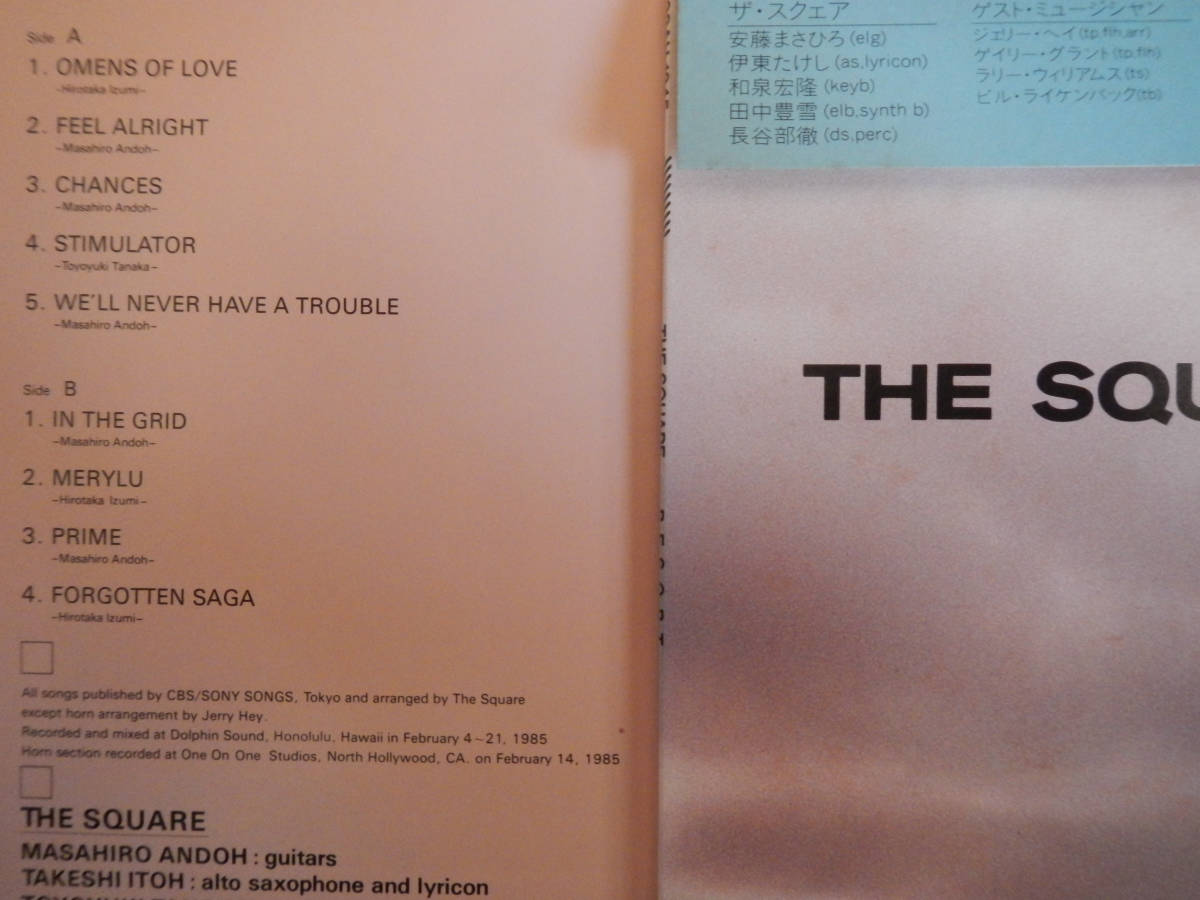 Side A
1. OMENS OF LOVE
-Hirotaka Izumi-
2. FEEL ALRIGHT
-Masahiro Andoh-
3. CHANCES
-Masahiro Andoh-
4. STIMULATOR
-Toyoyuki Tanaka-
5. WE'LL NEVER HAVE A TROUBLE
-Masahiro Andoh-
Side B
1. IN THE GRID
-Masahiro Andoh-
2. MERYLU
-Hirotaka Izumi-
3. PRIME
-Masahiro Andoh-
4. FORGOTTEN SAGA
-Hirotaka Izumi-
All songs published by CBS/SONY SONGS, Tokyo and arranged by The Square
except horn arrangement by Jerry Hey.
Recorded and mixed at Dolphin Sound, Honolulu, Hawaii in February 4~21, 1985
Horn section recorded at One On One Studios, North Hollywood, CA. on February 14, 1985
THE SQUARE
MASAHIRO ANDOH : guitars
TAKESHI ITOH : alto saxophone and lyricon
THE SQUARE
ザ・スクェア
安藤まさひろ(elg)
伊東たけし(as,lyricon)
和泉宏隆(keyb)
田中豊雪(elb,synth b)
長谷部徹(ds,perc)
ゲスト・ミュージシャン
ジェリー・ヘイ(tp,flh,arr)
ゲイリー・グラント(tp,flh)
ラリー・ウィリアムス(ts)
ビル・ライケンバック(tb)
THE SQU